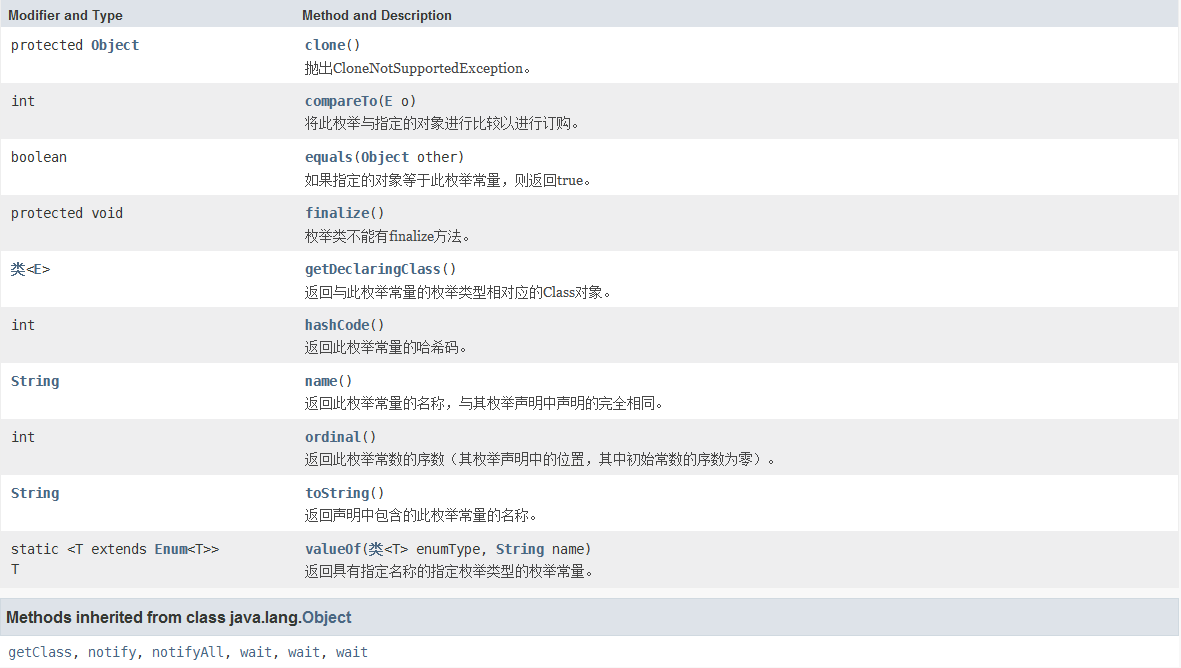 Modifier and Type Method and Description
protected Object clone()
抛出CloneNotSupportedException。
int compareTo(E o)
将此枚举与指定的对象进行比较以进行订购。
boolean equals(Object other)
如果指定的对象等于此枚举常量，则返回true。
protected void finalize()
枚举类不能有finalize方法。
类<E> getDeclaringClass()
返回与此枚举常量的枚举类型相对应的Class对象。
int hashCode()
返回此枚举常量的哈希码。
String name()
返回此枚举常量的名称，与其枚举声明中声明的完全相同。
int ordinal()
返回此枚举常数的序数（其枚举声明中的位置，其中初始常数的序数为零）。
String toString()
返回声明中包含的此枚举常量的名称。
static <T extends Enum<T>> valueOf(类<T> enumType, String name)
T 返回具有指定名称的指定枚举类型的枚举常量。
Methods inherited from class java.lang.Object
getClass, notify, notifyAll, wait, wait, wait